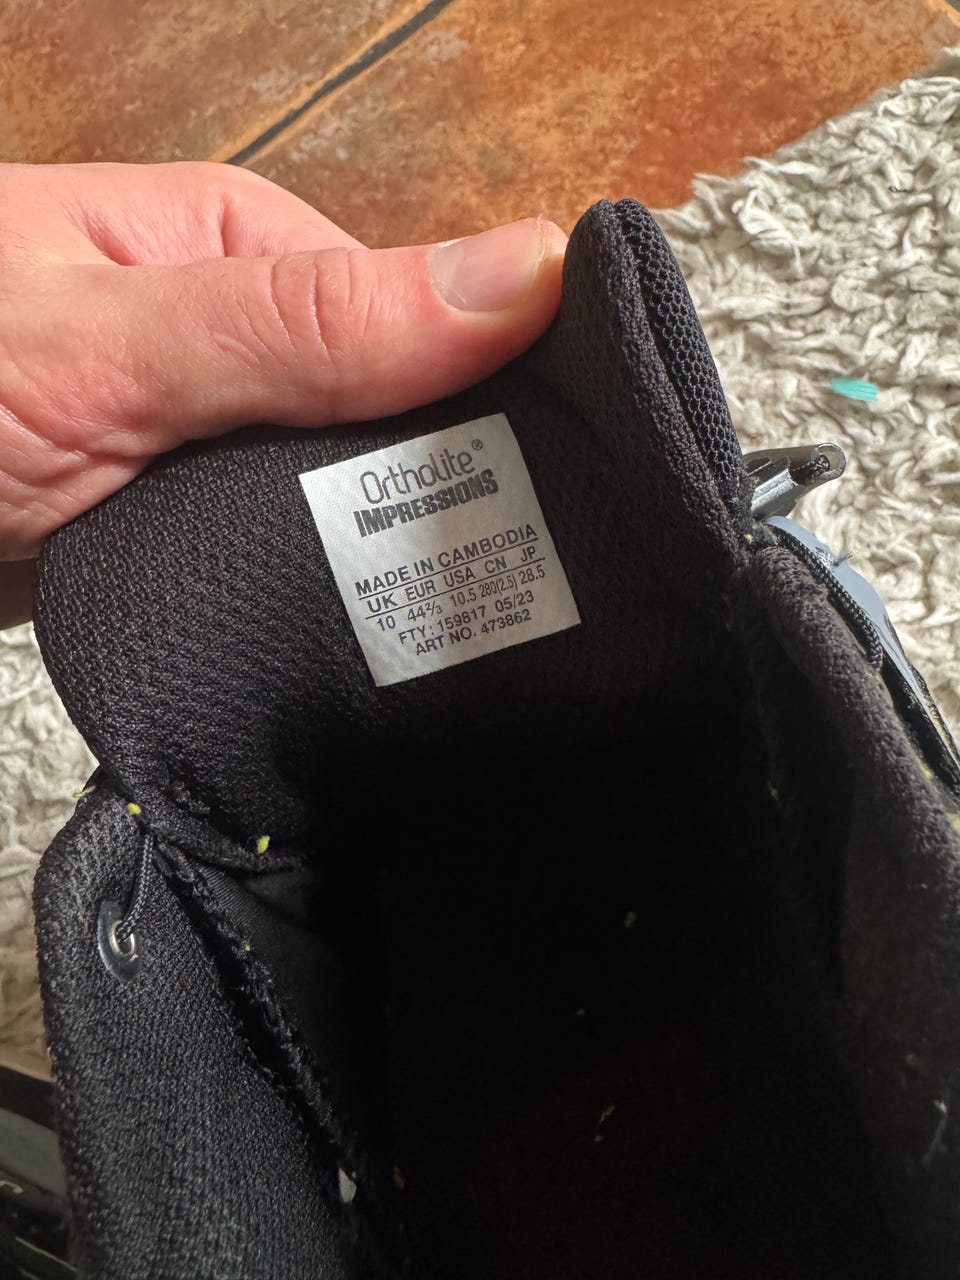 Ortholite®
IMPRESSIONS
MADE IN CAMBODIA
UK EUR USA CN JP
10 44⅔ 10.5 280(2.5) 28.5
FTY: 159817 05/23
ART NO. 473862